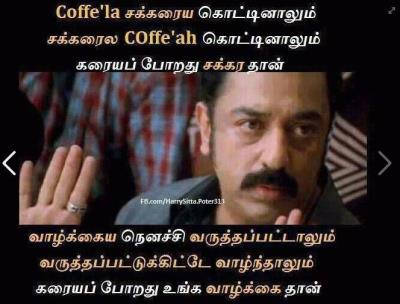 Coffe'la சக்கரைய கொட்டினாலும்
சக்கரைல COffe'ah கொட்டினாலும்
கரையப் போறது சக்கர தான்
FB.com/HarrySitta.Poter313
வாழ்க்கைய நெனச்சி வருத்தப்பட்டாலும்
வருத்தப்பட்டுக்கிட்டே வாழ்ந்தாலும்
கரையப் போறது உங்க வாழ்க்கை தான்